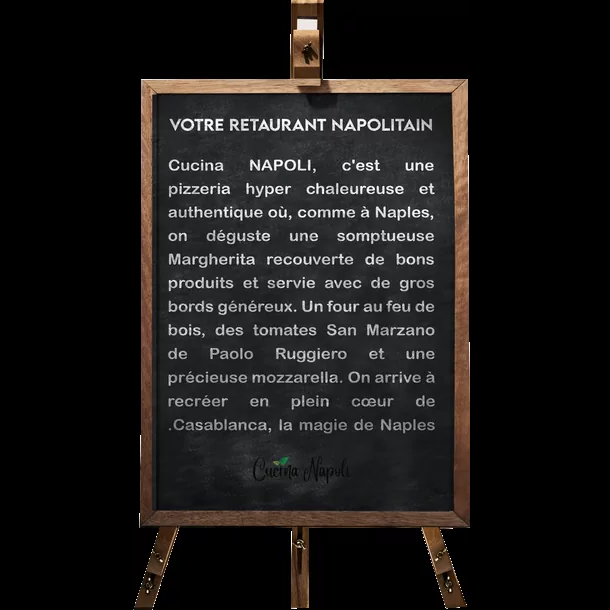 VOTRE RETAURANT NAPOLITAIN
Cucina NAPOLI, c'est une
pizzeria hyper chaleureuse et
authentique où, comme à Naples,
on déguste une somptueuse
Margherita recouverte de bons
produits et servie avec de gros
bords généreux. Un four au feu de
bois, des tomates San Marzano
de Paolo Ruggiero et une
précieuse mozzarella. On arrive à
recréer en plein cœur de
.Casablanca, la magie de Naples
Cucina Napoli